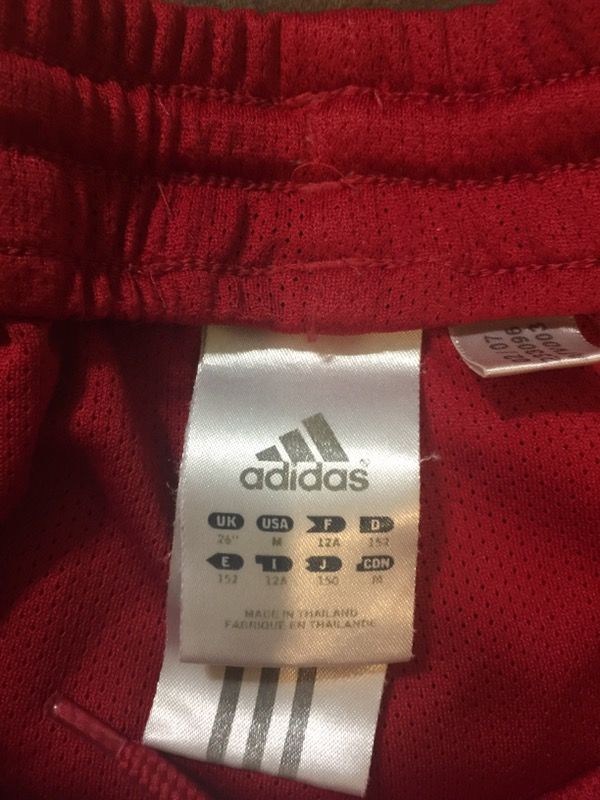 adidas®
UK USA F D
26" M 12A 152
E I J CDN
152 12A 150 M
MADE IN THAILAND
FABRIQUE EN THAILANDE